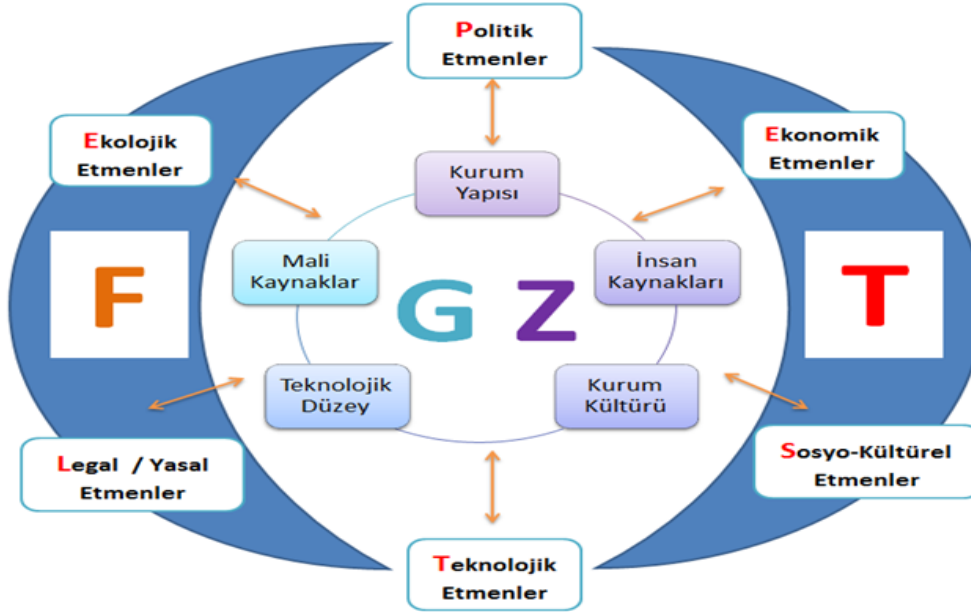 Politik
Etmenler
Ekolojik
Etmenler
Ekonomik
Etmenler
Kurum
Yapısı
Mali
Kaynaklar
İnsan
Kaynakları
F
G Z
T
Teknolojik
Düzey
Kurum
Kültürü
Legal / Yasal
Etmenler
Sosyo-Kültürel
Etmenler
Teknolojik
Etmenler